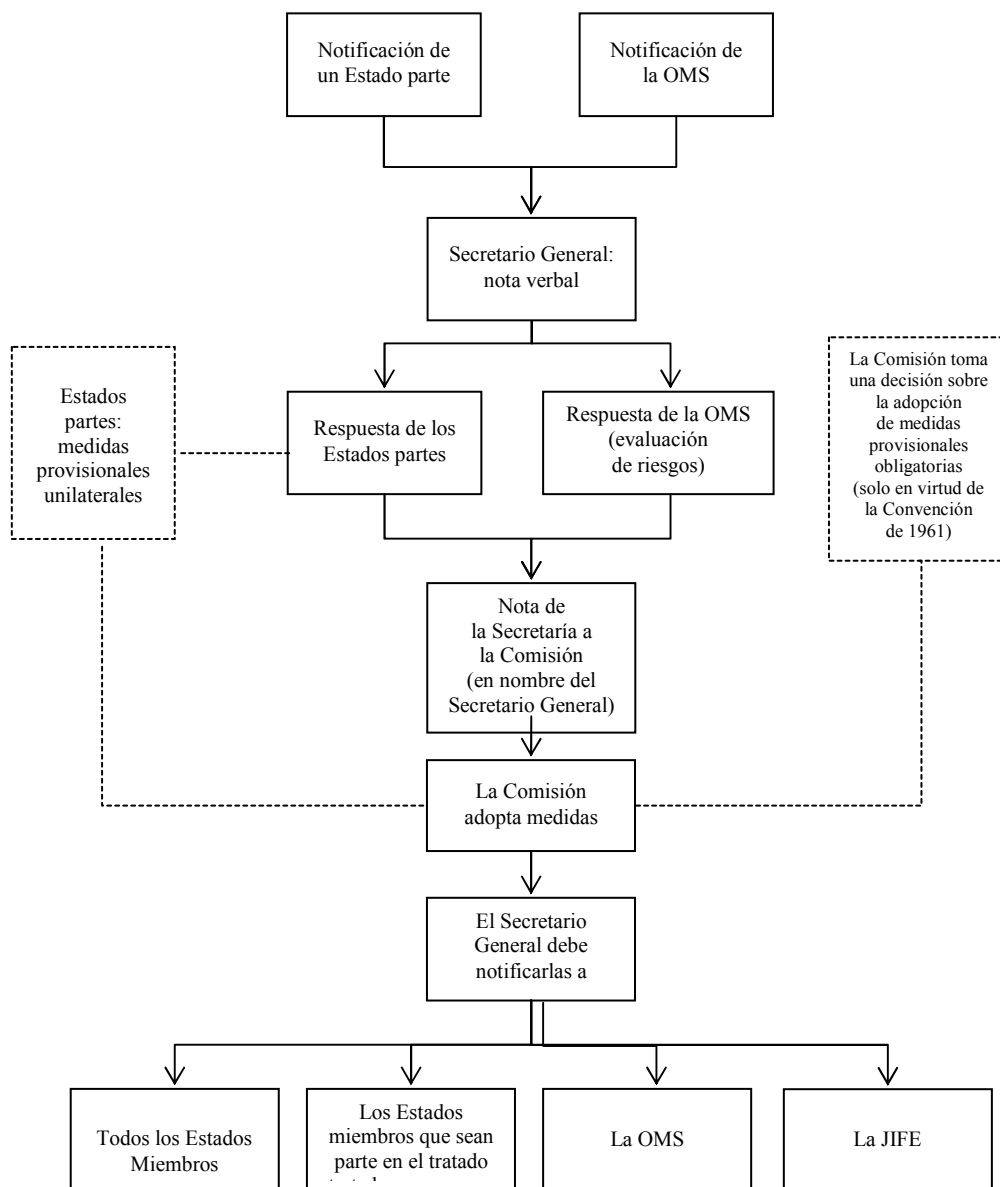 Notificación de
un Estado parte
Notificación de
la OMS
Secretario General:
nota verbal
Estados
partes:
medidas
provisionales
unilaterales
Respuesta de los
Estados partes
Respuesta de la OMS
(evaluación
de riesgos)
La Comisión toma
una decisión sobre
la adopción
de medidas
provisionales
obligatorias
(solo en virtud de
la Convención
de 1961)
Nota de
la Secretaría a
la Comisión
(en nombre del
Secretario General)
La Comisión
adopta medidas
El Secretario
General debe
notificarlas a
Todos los Estados
Miembros
Los Estados
miembros que sean
parte en el tratado
La OMS
La JIFE